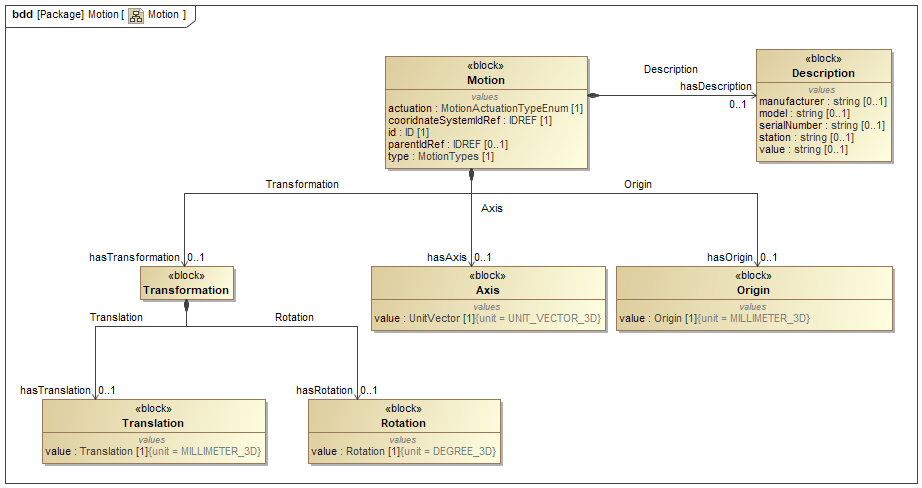 bdd [Package] Motion [ Motion ]
«block»
Motion
values
actuation : MotionActuationTypeEnum [1]
cooridnateSystemIdRef : IDREF [1]
id : ID [1]
parentIdRef : IDREF [0..1]
type : MotionTypes [1]
Description
hasDescription
0..1
«block»
Description
values
manufacturer : string [0..1]
model : string [0..1]
serialNumber : string [0..1]
station : string [0..1]
value : string [0..1]
Transformation
Axis
Origin
hasTransformation 0..1
hasAxis 0..1
hasOrigin 0..1
«block»
Transformation
«block»
Axis
values
value : UnitVector [1]{unit = UNIT_VECTOR_3D}
«block»
Origin
values
value : Origin [1]{unit = MILLIMETER_3D}
Translation
Rotation
hasTranslation 0..1
hasRotation 0..1
«block»
Translation
values
value : Translation [1]{unit = MILLIMETER_3D}
«block»
Rotation
values
value : Rotation [1]{unit = DEGREE_3D}